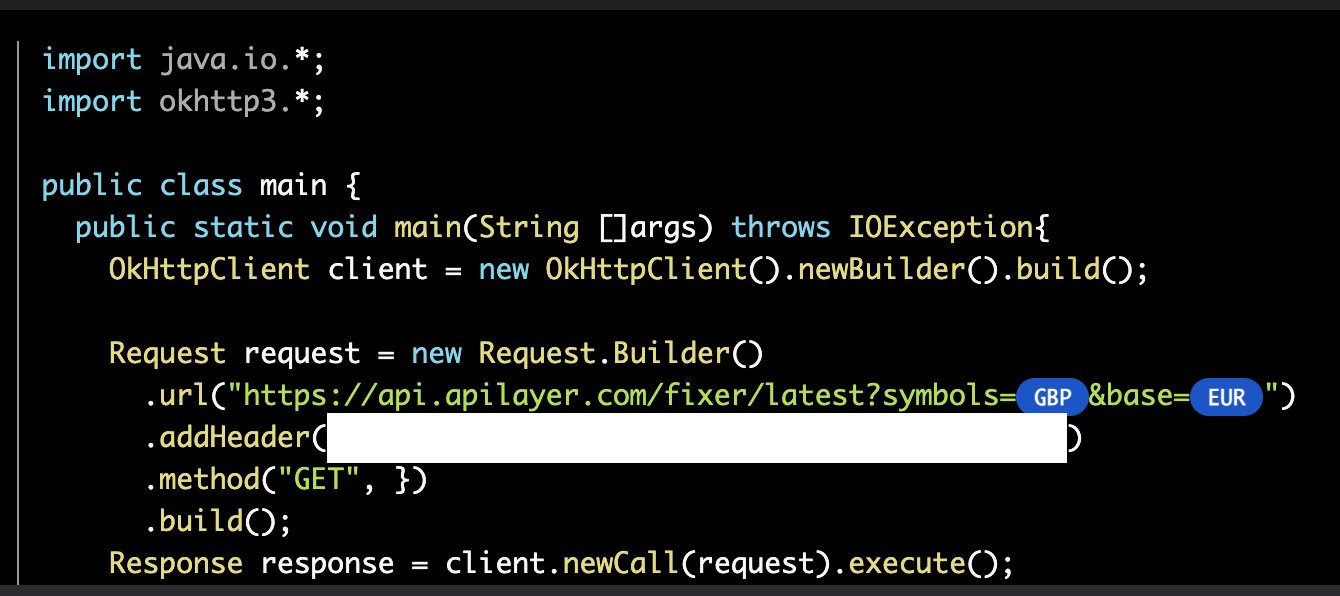 import java.io.*;
import okhttp3.*;
public class main {
public static void main(String []args) throws IOException{
OkHttpClient client = new OkHttpClient().newBuilder().build();
Request request = new Request.Builder()
.url("https://api.apilayer.com/fixer/latest?symbols=GBP&base=EUR")
.addHeader( )
.method("GET", })
.build();
Response response = client.newCall(request).execute();